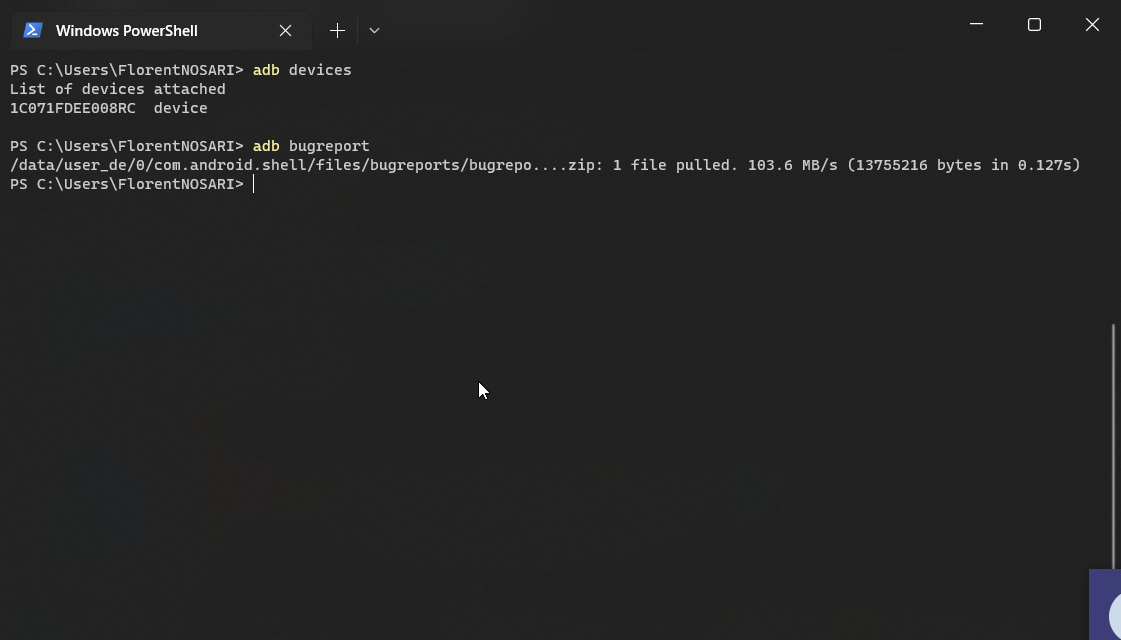 Windows PowerShell
PS C:\Users\FlorentNOSARI> adb devices
List of devices attached
1C071FDEE008RC  device
PS C:\Users\FlorentNOSARI> adb bugreport
/data/user_de/0/com.android.shell/files/bugreports/bugrepo....zip: 1 file pulled. 103.6 MB/s (13755216 bytes in 0.127s)
PS C:\Users\FlorentNOSARI>